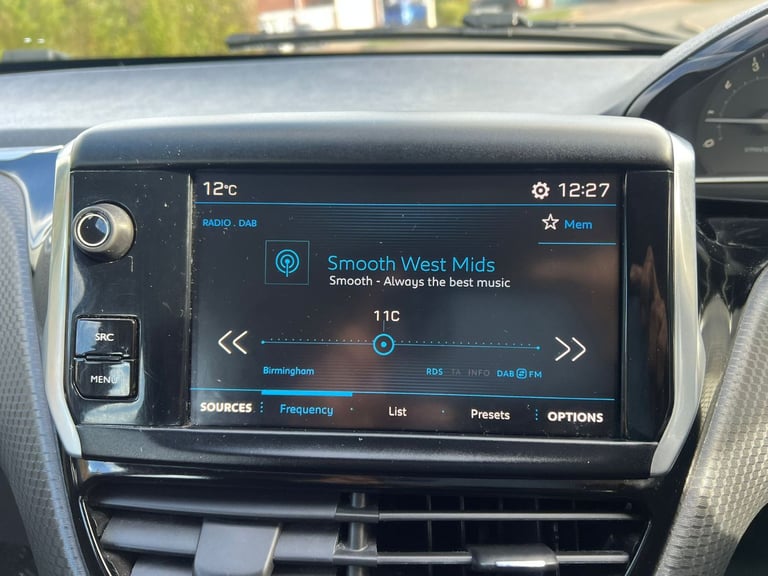 12°C 12:27
RADIO . DAB Mem
Smooth West Mids
Smooth - Always the best music
SRC
11C
MENU
Birmingham RDS TA INFO DAB FM
SOURCES Frequency List Presets OPTIONS